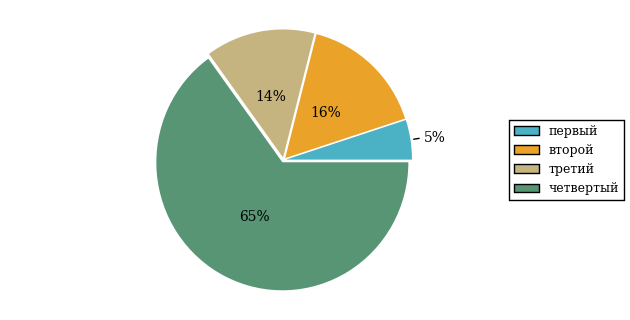 14%
16%
5%
65%
первый
второй
третий
четвертый